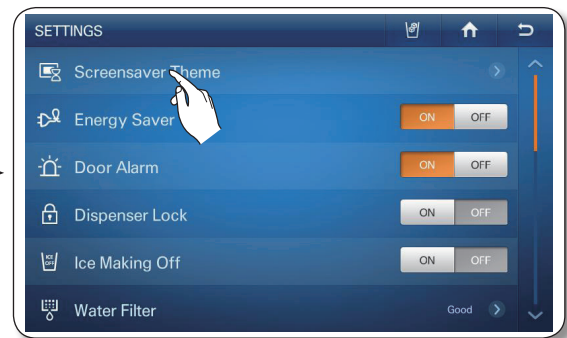 SETTINGS
Screensaver Theme
Energy Saver ON OFF
Door Alarm ON OFF
Dispenser Lock ON OFF
ICE OFF Ice Making Off ON OFF
Water Filter Good